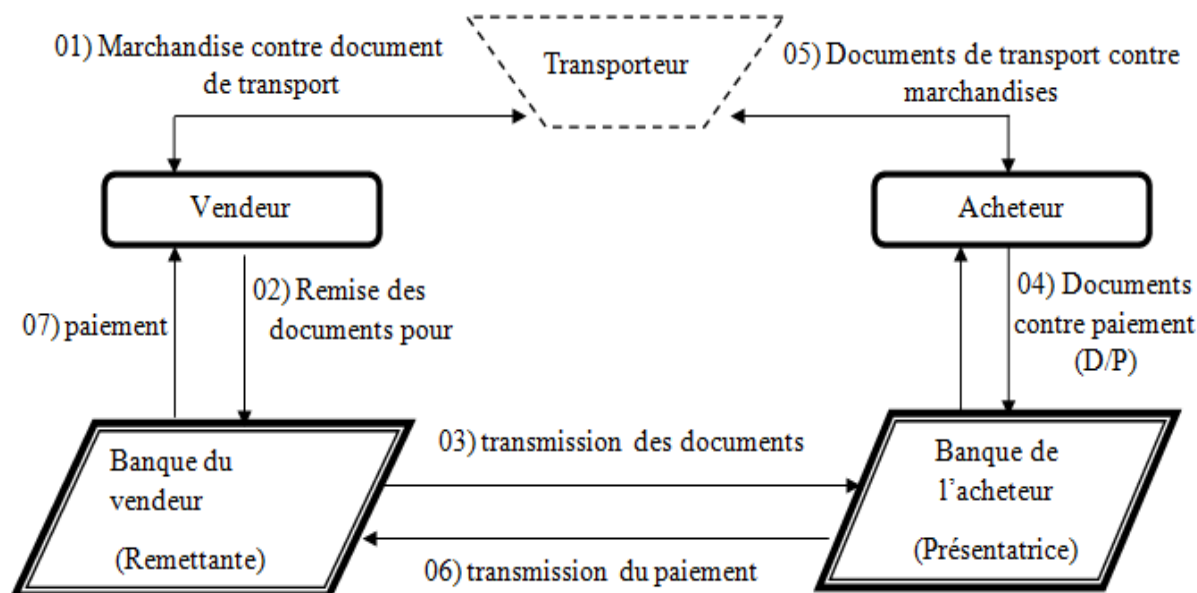 01) Marchandise contre document
de transport
Transporteur
05) Documents de transport contre
marchandises
Vendeur
Acheteur
07) paiement
02) Remise des
documents pour
04) Documents
contre paiement
(D/P)
Banque du
vendeur
(Remettante)
03) transmission des documents
06) transmission du paiement
Banque de
l'acheteur
(Présentatrice)